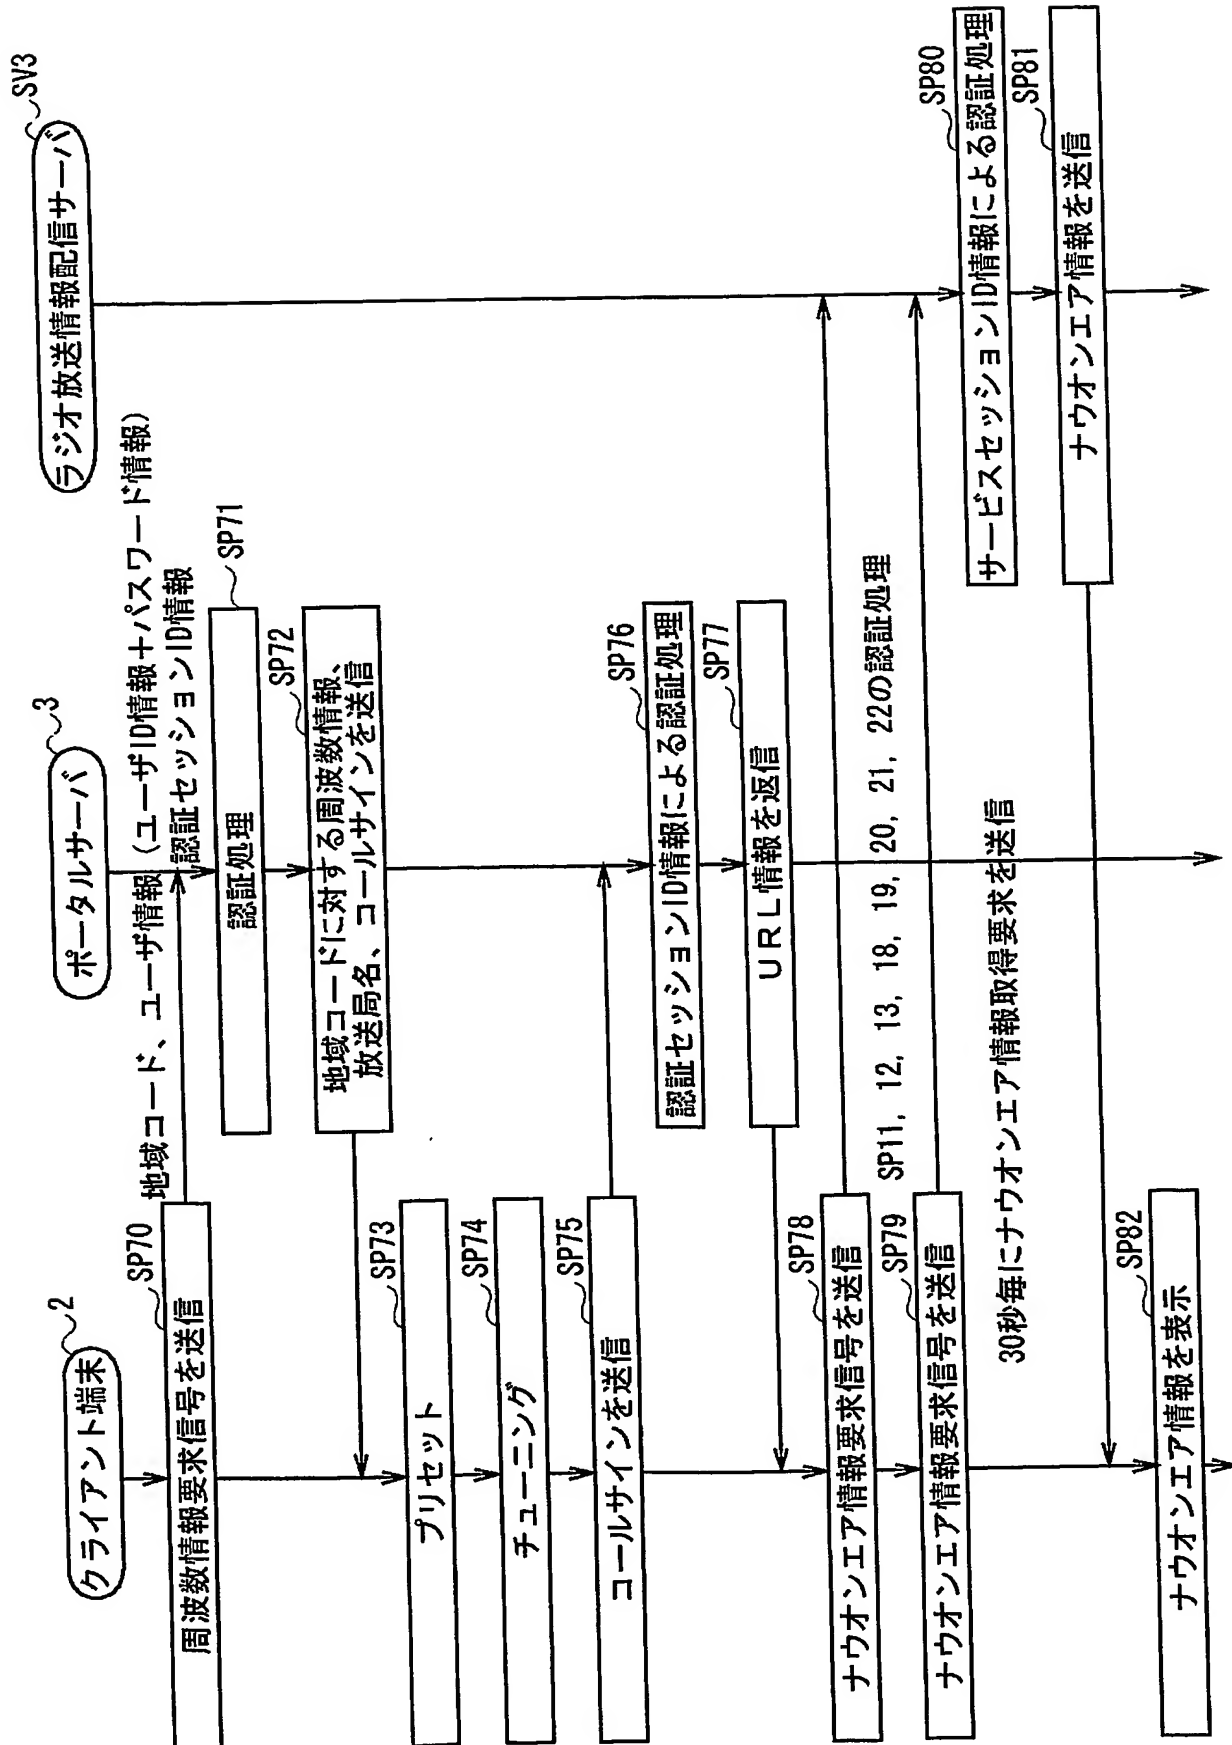 クライアント端末
2
ポータルサーバ
3
ラジオ放送情報配信サーバ
SV3
SP70
周波数情報要求信号を送信
地域コード、ユーザ情報(ユーザID情報+パスワード情報)
認証セッションID情報
SP71
認証処理
SP72
地域コードに対する周波数情報、
放送局名、コールサインを送信
SP73
プリセット
SP74
チューニング
SP75
コールサインを送信
SP76
認証セッションID情報による認証処理
SP77
URL情報を返信
SP78
ナウオンエア情報要求信号を送信
SP11, 12, 13, 18, 19, 20, 21, 22の認証処理
SP79
ナウオンエア情報要求信号を送信
SP80
サービスセッションID情報による認証処理
30秒毎にナウオンエア情報取得要求を送信
SP81
ナウオンエア情報を送信
SP82
ナウオンエア情報を表示